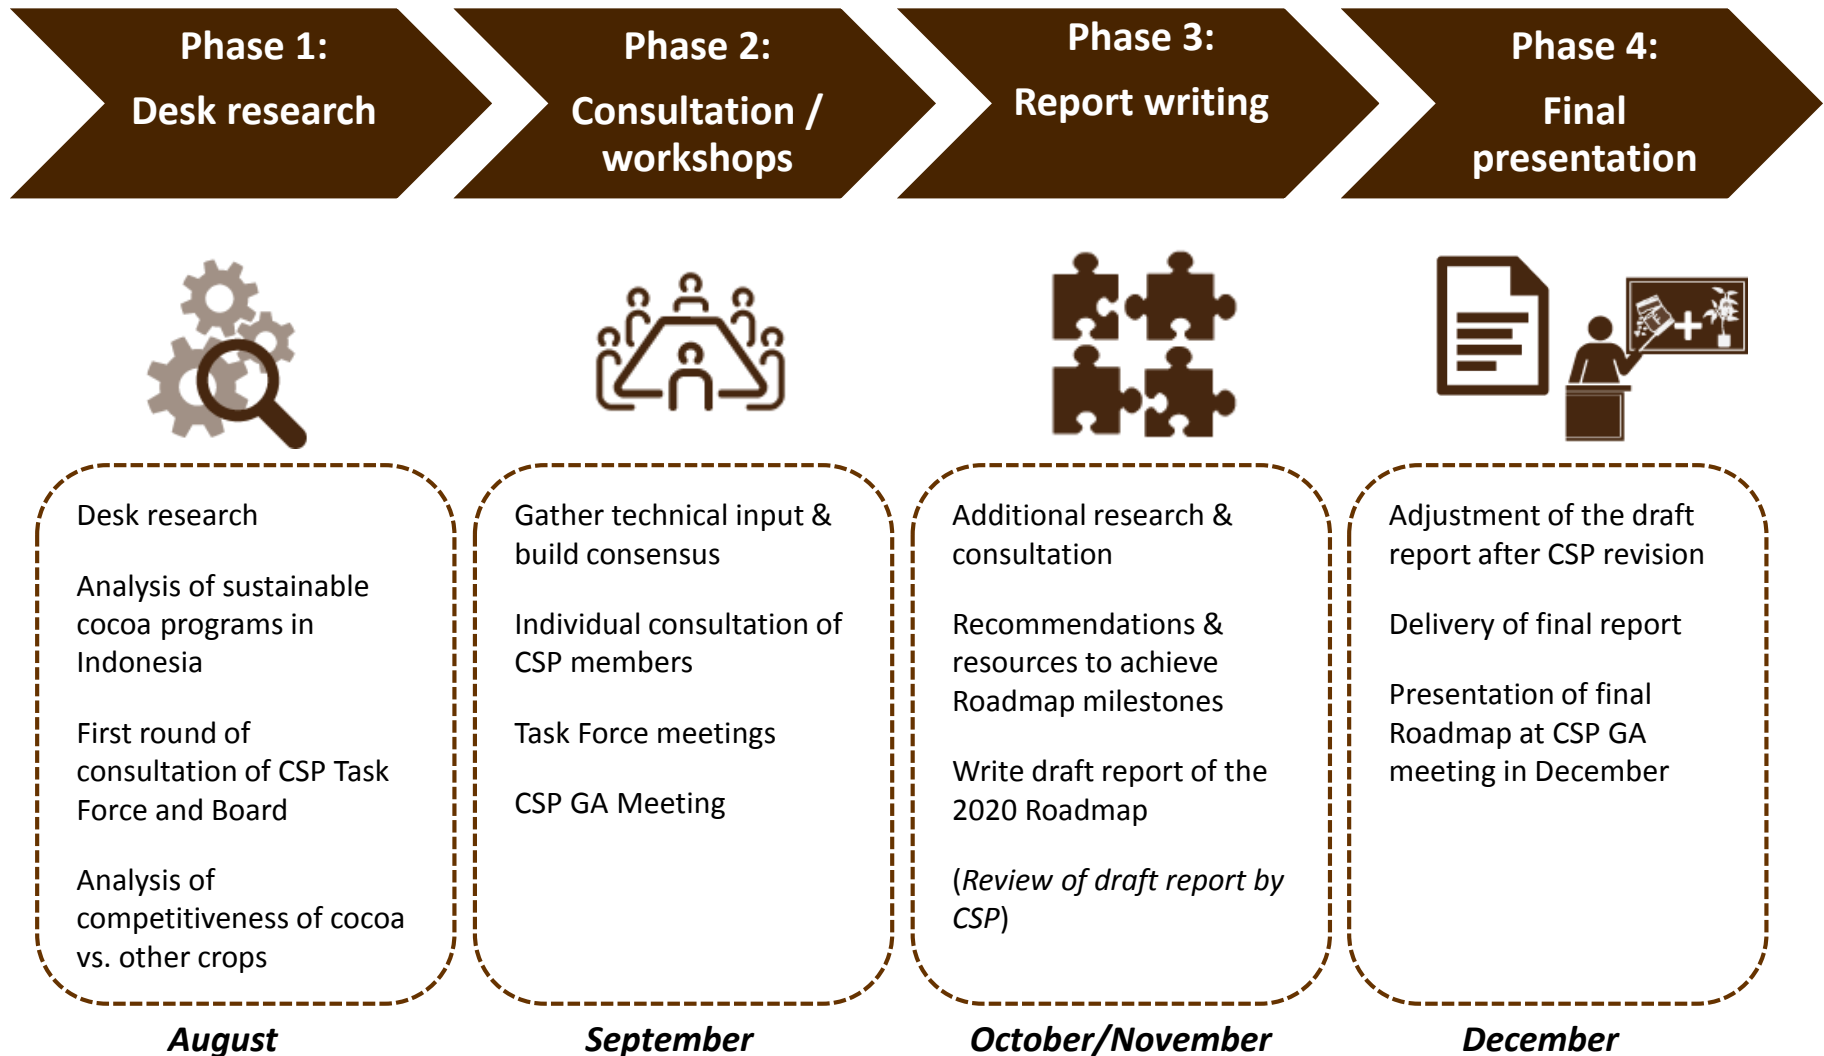 Phase 1:
Desk research
Phase 2:
Consultation /
workshops
Phase 3:
Report writing
Phase 4:
Final
presentation
Desk research
Analysis of sustainable
cocoa programs in
Indonesia
First round of
consultation of CSP Task
Force and Board
Analysis of
competitiveness of cocoa
vs. other crops
August
Gather technical input &
build consensus
Individual consultation of
CSP members
Task Force meetings
CSP GA Meeting
September
Additional research &
consultation
Recommendations &
resources to achieve
Roadmap milestones
Write draft report of the
2020 Roadmap
(Review of draft report by
CSP)
October/November
Adjustment of the draft
report after CSP revision
Delivery of final report
Presentation of final
Roadmap at CSP GA
meeting in December
December